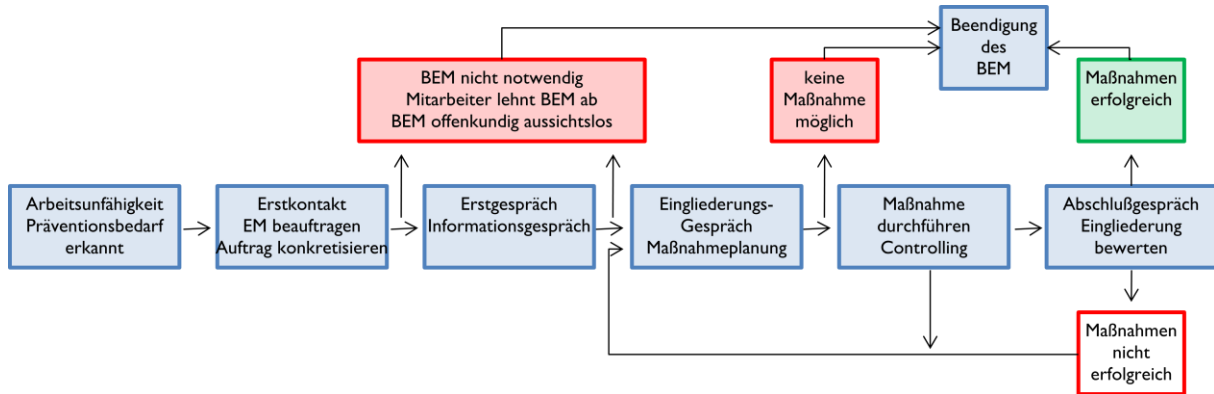 Beendigung
des
BEM
BEM nicht notwendig
Mitarbeiter lehnt BEM ab
BEM offenkundig aussichtslos
keine
Maßnahme
möglich
Maßnahmen
erfolgreich
Arbeitsunfähigkeit
Präventionsbedarf
erkannt
Erstkontakt
EM beauftragen
Auftrag konkretisieren
Erstgespräch
Informationsgespräch
Eingliederungs-
Gespräch
Maßnahmeplanung
Maßnahme
durchführen
Controlling
Abschlußgespräch
Eingliederung
bewerten
Maßnahmen
nicht
erfolgreich